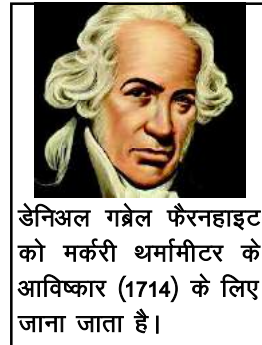 डेनिअल गब्रेल फैरनहाइट
को मर्करी थर्मामीटर के
आविष्कार (1714) के लिए
जाना जाता है।